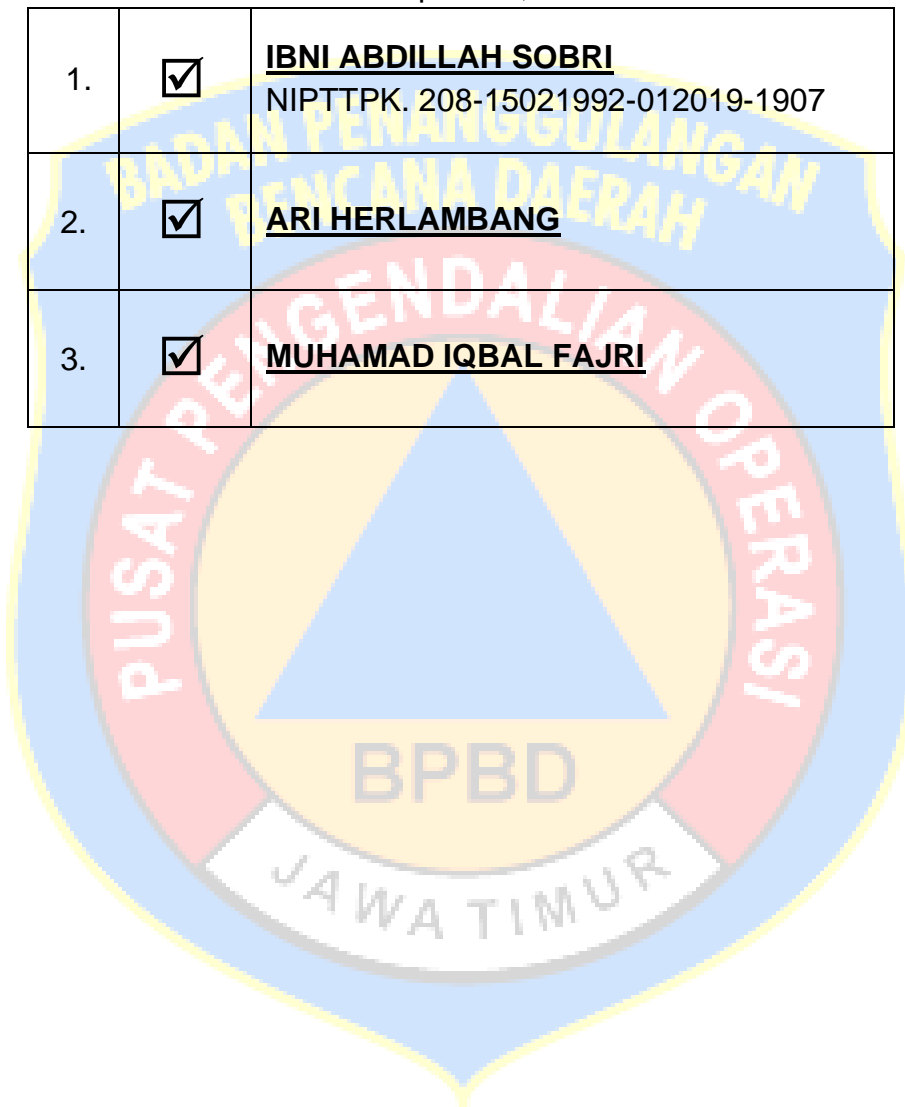 1.
☑
IBNI ABDILLAH SOBRI
NIPTTPK. 208-15021992-012019-1907
2.
☑
ARI HERLAMBANG
3.
☑
MUHAMAD IQBAL FAJRI
BADAN PENANGGULANGAN
BENCANA DAERAH
PUSAT PENGENDALIAN OPERASI
BPBD
JAWA TIMUR